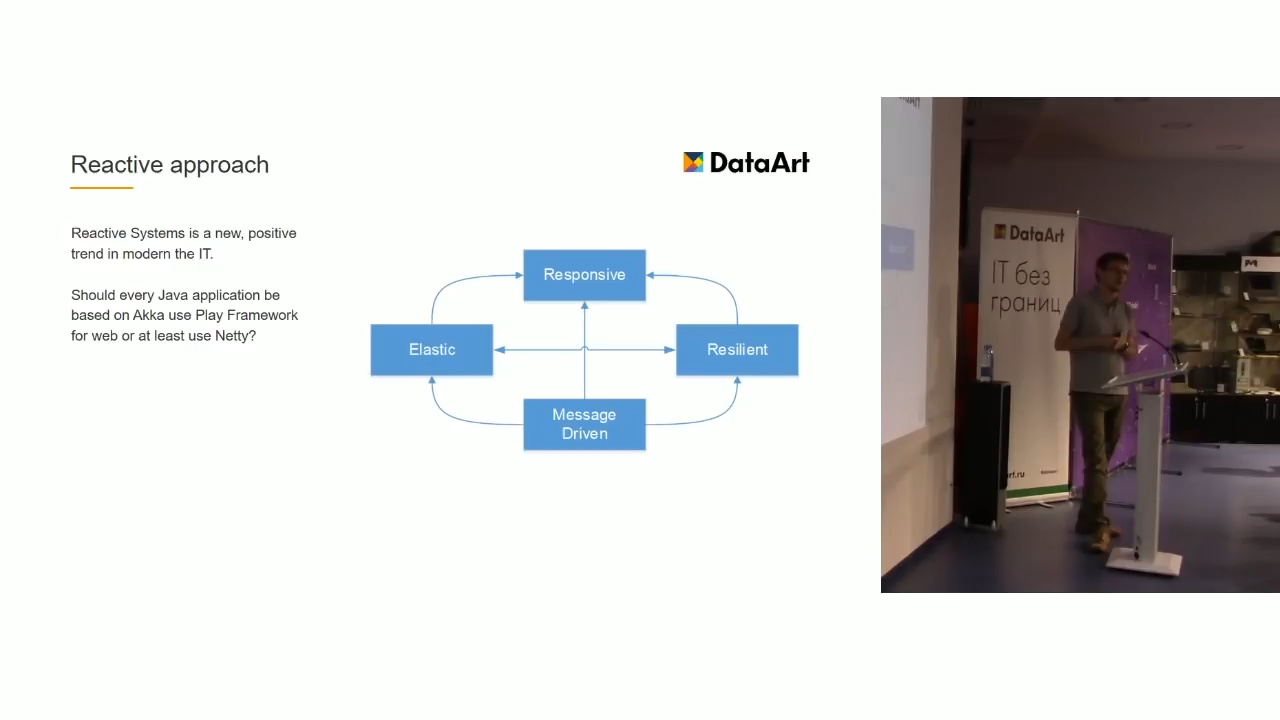 Reactive approach
DataArt
Reactive Systems is a new, positive
trend in modern the IT.
Should every Java application be
based on Akka use Play Framework
for web or at least use Netty?
Responsive
Elastic
Resilient
Message
Driven
DataArt
IT без
границ